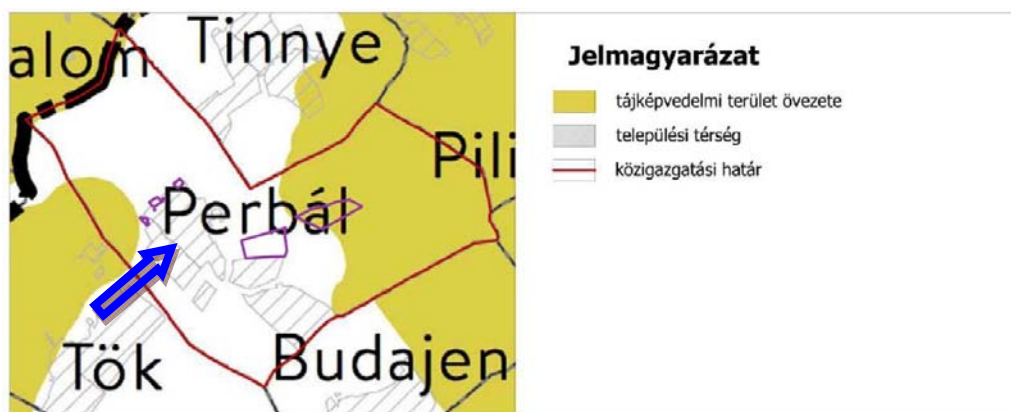 Tinnye
alom
Pili
Perbál
Tök
Budajen
Jelmagyarázat
tájképvedelmi terület övezete
települési térség
közigazgatási határ